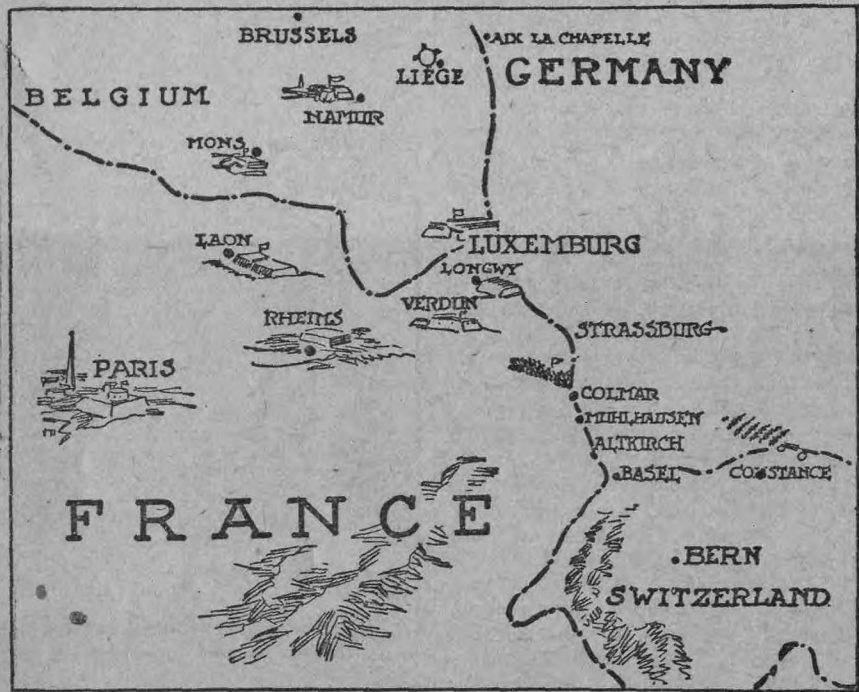 BRUSSELS
AIX LA CHAPELLE
LIÉGE
GERMANY
BELGIUM
NAMUR
MONS
LAON
LUXEMBURG
LONGWY
VERDUN
RHEIMS
STRASSBURG
PARIS
COLMAR
MUHLHAUSEN
ALTKIRCH
BASEL
CONSTANCE
FRANCE
BERN
SWITZERLAND